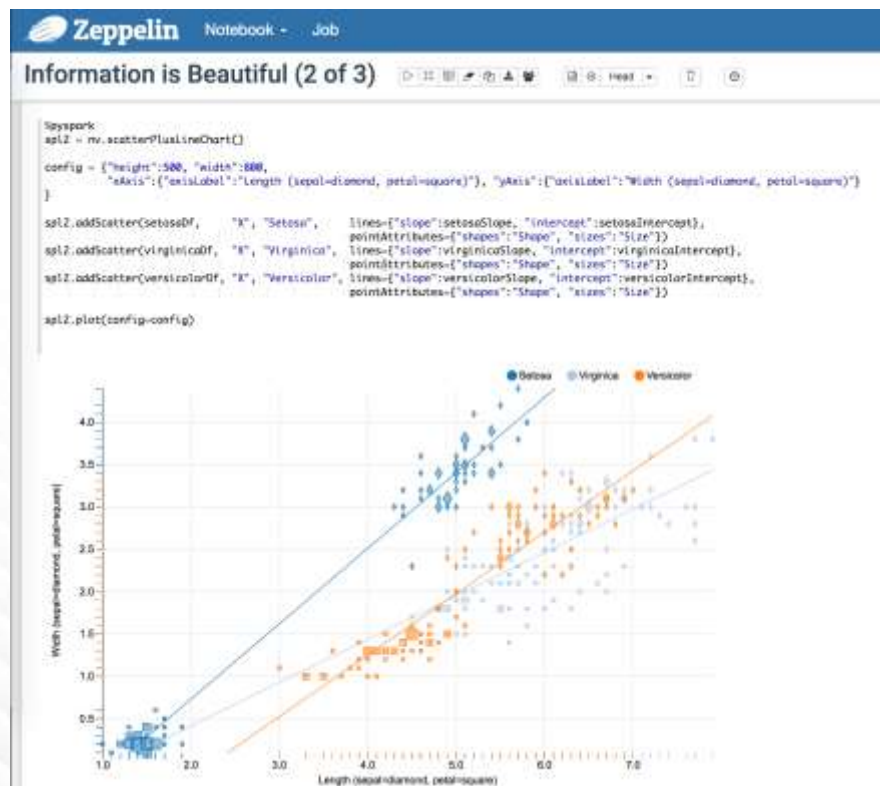 Zeppelin Notebook Job
Information is Beautiful (2 of 3) Head
%pyspark
spl2 = nv.scatterPlusLineChart()
config = {"height":500, "width":800,
"xAxis":{"axisLabel":"Length (sepal=diamond, petal=square)"}, "yAxis":{"axisLabel":"Width (sepal=diamond, petal=square)"}
}
spl2.addScatter(setosaDf, "X", "Setosa", lines={"slope":setosaSlope, "intercept":setosaIntercept},
pointAttributes={"shapes":"Shape", "sizes":"Size"})
spl2.addScatter(virginicaDf, "X", "Virginica", lines={"slope":virginicaSlope, "intercept":virginicaIntercept},
pointAttributes={"shapes":"Shape", "sizes":"Size"})
spl2.addScatter(versicolorDf, "X", "Versicolor", lines={"slope":versicolorSlope, "intercept":versicolorIntercept},
pointAttributes={"shapes":"Shape", "sizes":"Size"})
spl2.plot(config=config)
Setosa Virginica Versicolor
4.0
3.5
3.0
2.5
2.0
1.5
1.0
0.5
Width (sepal=diamond, petal=square)
1.0 2.0 3.0 4.0 5.0 6.0 7.0
Length (sepal=diamond, petal=square)